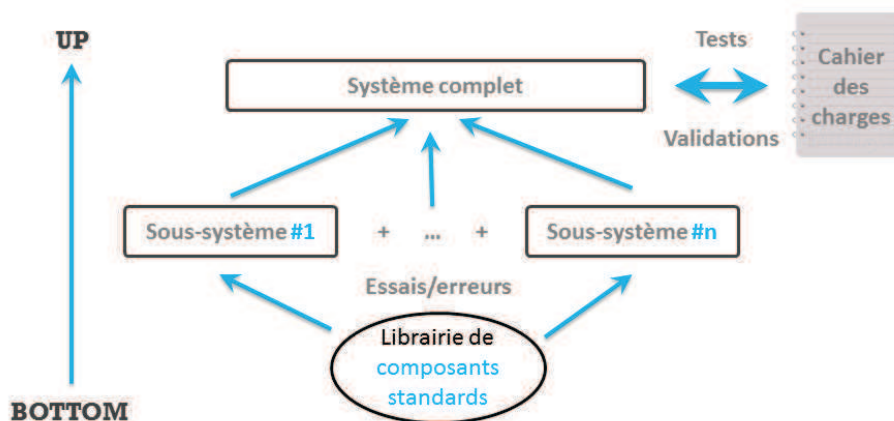 UP
Tests
Cahier
des
charges
Système complet
Validations
Sous-système #1
+ ... +
Sous-système #n
Essais/erreurs
Librairie de
composants
standards
BOTTOM